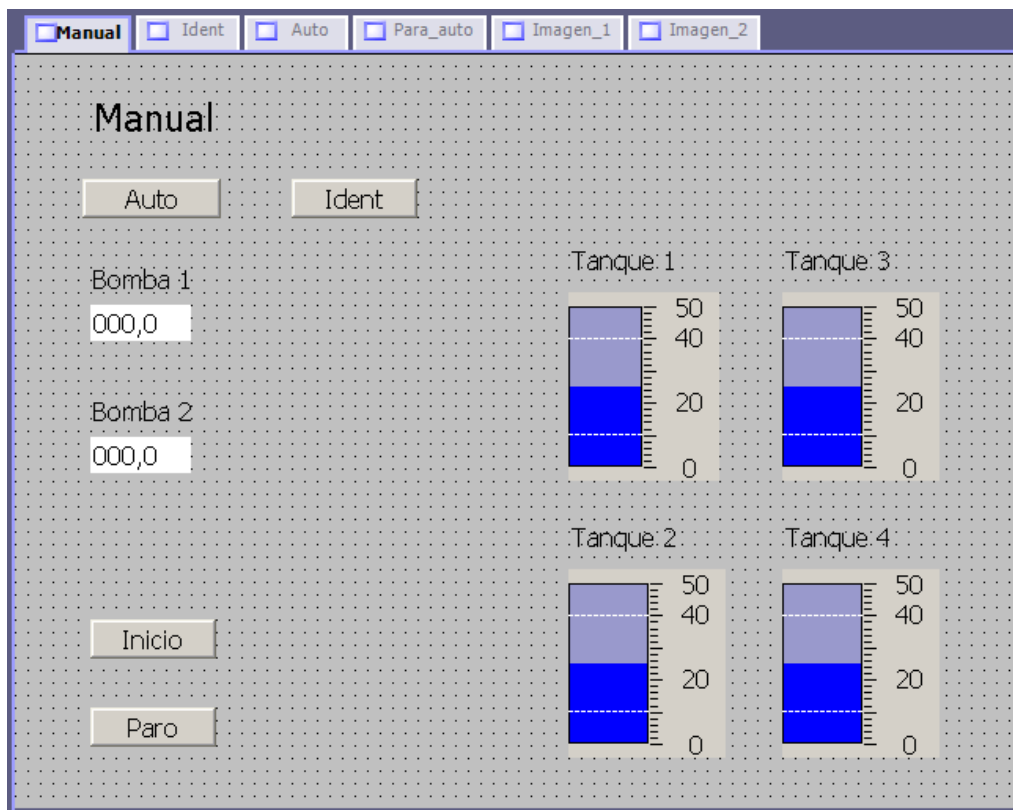 Manual Ident Auto Para_auto Imagen_1 Imagen_2
Manual
Auto Ident
Bomba 1
000,0
Bomba 2
000,0
Inicio
Paro
Tanque 1
50
40
20
0
Tanque 3
50
40
20
0
Tanque 2
50
40
20
0
Tanque 4
50
40
20
0